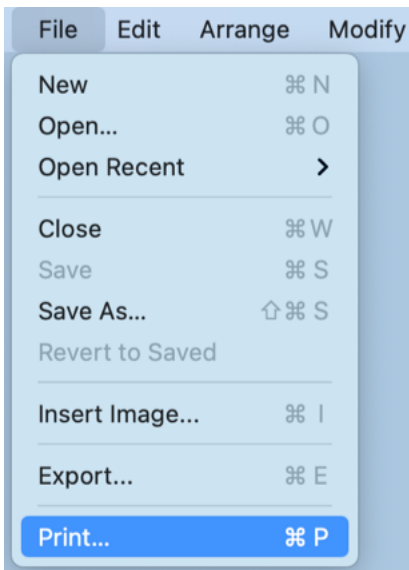 File Edit Arrange Modify
New ⌘ N
Open... ⌘ O
Open Recent >
Close ⌘ W
Save ⌘ S
Save As... ⇧⌘ S
Revert to Saved
Insert Image... ⌘ I
Export... ⌘ E
Print... ⌘ P